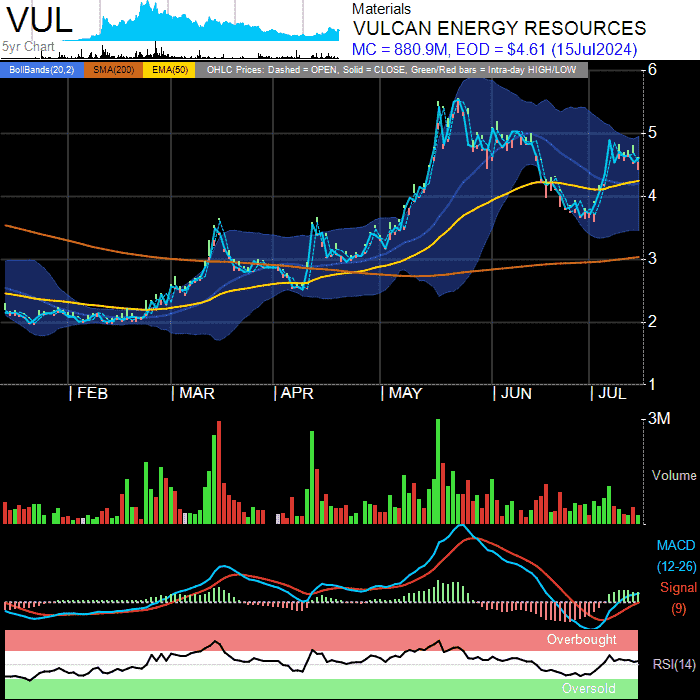 VUL
5yr Chart
Materials
VULCAN ENERGY RESOURCES
MC = 880.9M, EOD = $4.61 (15Jul2024)
BollBands(20,2) SMA(200) EMA(50) OHLC Prices: Dashed = OPEN, Solid = CLOSE, Green/Red bars = Intra-day HIGH/LOW
6
5
4
3
2
1
FEB MAR APR MAY JUN JUL
3M
Volume
MACD
(12-26)
Signal
(9)
Overbought
RSI(14)
Oversold